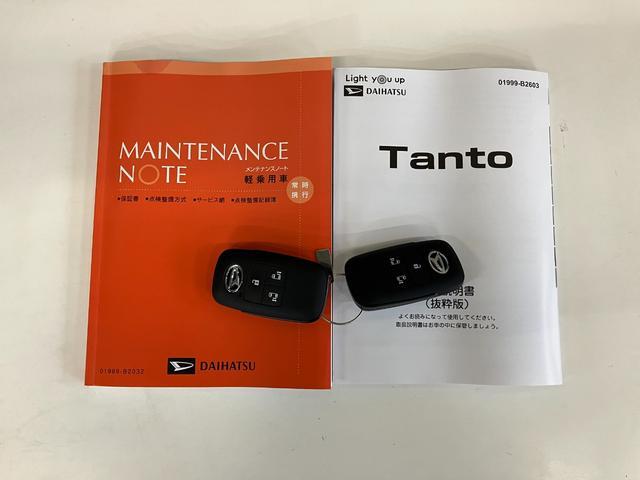 MAINTENANCE
NOTE
メンテナンスノート
軽乗用車
常時
携行
•保証書 •点検整備方式 •サービス網 •点検整備記録簿
01999-B2032
DAIHATSU
Light you up
DAIHATSU
01999-B2603
Tanto
説明書
(抜粋版)
よくお読みになって使用してください。
取扱説明書はお車の中に保管しましょう。